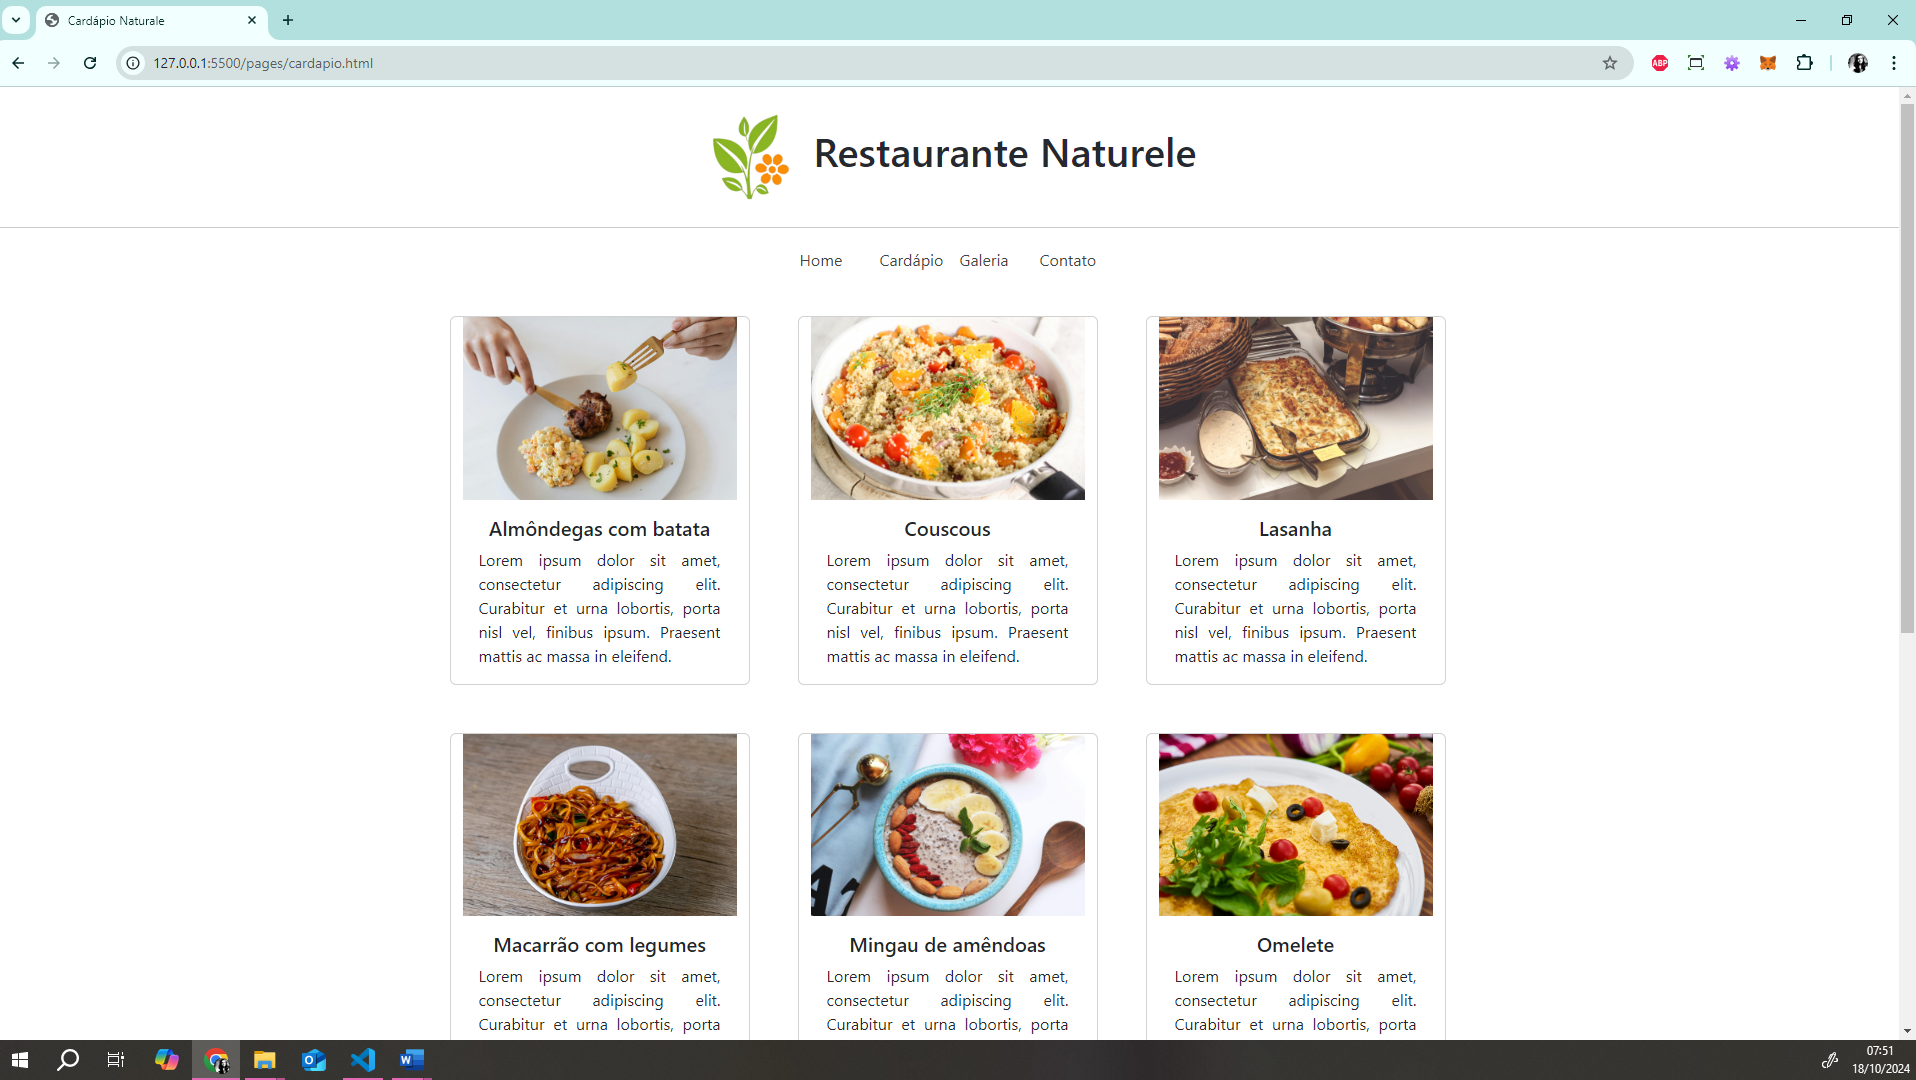 Cardápio Naturale
127.0.0.1:5500/pages/cardapio.html
ABP
Restaurante Naturele
Home Cardápio Galeria Contato
Almôndegas com batata
Lorem ipsum dolor sit amet,
consectetur adipiscing elit.
Curabitur et urna lobortis, porta
nisl vel, finibus ipsum. Praesent
mattis ac massa in eleifend.
Couscous
Lorem ipsum dolor sit amet,
consectetur adipiscing elit.
Curabitur et urna lobortis, porta
nisl vel, finibus ipsum. Praesent
mattis ac massa in eleifend.
Lasanha
Lorem ipsum dolor sit amet,
consectetur adipiscing elit.
Curabitur et urna lobortis, porta
nisl vel, finibus ipsum. Praesent
mattis ac massa in eleifend.
Macarrão com legumes
Lorem ipsum dolor sit amet,
consectetur adipiscing elit.
Curabitur et urna lobortis, porta
Mingau de amêndoas
Lorem ipsum dolor sit amet,
consectetur adipiscing elit.
Curabitur et urna lobortis, porta
Omelete
Lorem ipsum dolor sit amet,
consectetur adipiscing elit.
Curabitur et urna lobortis, porta
07:51
18/10/2024